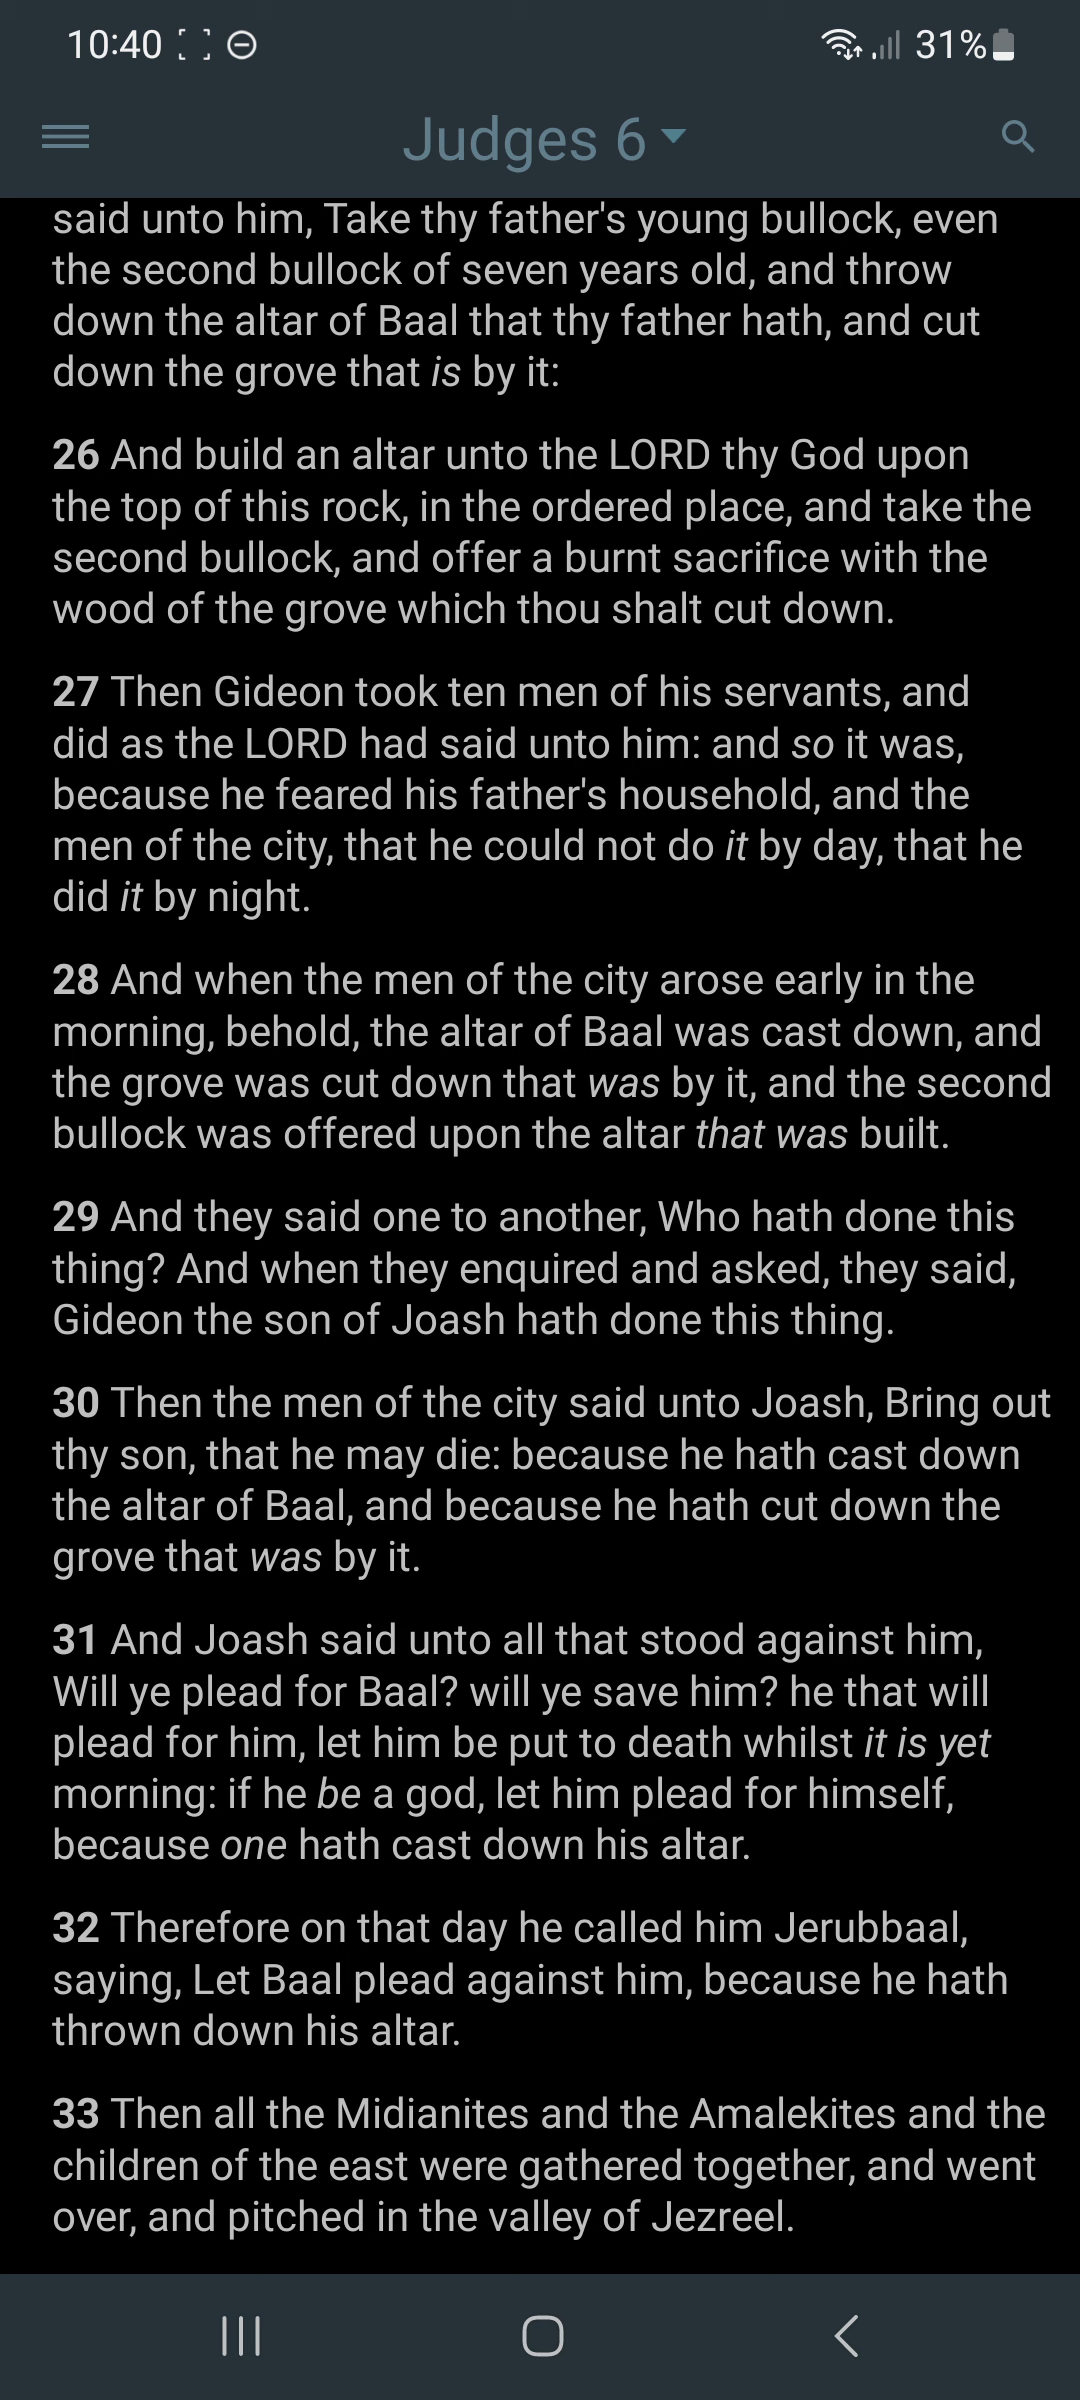 10:40
31%
Judges 6
said unto him, Take thy father's young bullock, even
the second bullock of seven years old, and throw
down the altar of Baal that thy father hath, and cut
down the grove that is by it:
26 And build an altar unto the LORD thy God upon
the top of this rock, in the ordered place, and take the
second bullock, and offer a burnt sacrifice with the
wood of the grove which thou shalt cut down.
27 Then Gideon took ten men of his servants, and
did as the LORD had said unto him: and so it was,
because he feared his father's household, and the
men of the city, that he could not do it by day, that he
did it by night.
28 And when the men of the city arose early in the
morning, behold, the altar of Baal was cast down, and
the grove was cut down that was by it, and the second
bullock was offered upon the altar that was built.
29 And they said one to another, Who hath done this
thing? And when they enquired and asked, they said,
Gideon the son of Joash hath done this thing.
30 Then the men of the city said unto Joash, Bring out
thy son, that he may die: because he hath cast down
the altar of Baal, and because he hath cut down the
grove that was by it.
31 And Joash said unto all that stood against him,
Will ye plead for Baal? will ye save him? he that will
plead for him, let him be put to death whilst it is yet
morning: if he be a god, let him plead for himself,
because one hath cast down his altar.
32 Therefore on that day he called him Jerubbaal,
saying, Let Baal plead against him, because he hath
thrown down his altar.
33 Then all the Midianites and the Amalekites and the
children of the east were gathered together, and went
over, and pitched in the valley of Jezreel.